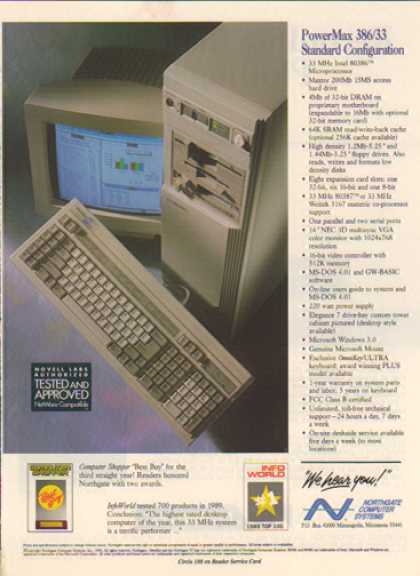 PowerMax 386/33
Standard Configuration
• 33 MHz Intel 80386™
Microprocessor
• Maxtor 200Mb 15MS access
hard drive
• 4Mb of 32-bit DRAM on
proprietary motherboard
(expandable to 16Mb with optional
32-bit memory card)
• 64K SRAM read/write-back cache
(optional 256K cache available)
• High density 1.2Mb-5.25" and
1.44Mb-3.5" floppy drives. Also
reads, writes and formats low
density disks
• Eight expansion card slots: one
32-bit, six 16-bit and one 8-bit
• 33 MHz 80387™ or 33 MHz
Weitek 3167 numeric co-processor
support
• One parallel and two serial ports
• 14" NEC 3D multisync VGA
color monitor with 1024x768
resolution
• 16-bit video controller with
512K memory
• MS-DOS 4.01 and GW-BASIC
software
• On-line users guide to system and
MS-DOS 4.01
• 220 watt power supply
• Elegance 7 drive-bay custom tower
cabinet pictured (desktop style
available)
• Microsoft Windows 3.0
• Genuine Microsoft Mouse
• Exclusive OmniKey/ULTRA
keyboard; award winning PLUS
model available
• 1-year warranty on system parts
and labor; 5 years on keyboard
• FCC Class B certified
• Unlimited, toll-free technical
support—24 hours a day, 7 days
a week
• On-site deskside service available
five days a week (to most
locations)
NOVELL LABS
AUTHORIZED
TESTED AND
APPROVED
NetWare Compatible
Computer Shopper "Best Buy" for the
third straight year! Readers honored
Northgate with two awards.
InfoWorld tested 700 products in 1989.
Conclusion: "The highest rated desktop
computer of the year, this 33 MHz system
is a terrific performer ..."
INFO
WORLD
1989 TOP 100
"We hear you!"
NORTHGATE
COMPUTER
SYSTEMS
P.O. Box 41000 Minneapolis, Minnesota 55441
Circle 188 on Reader Service Card